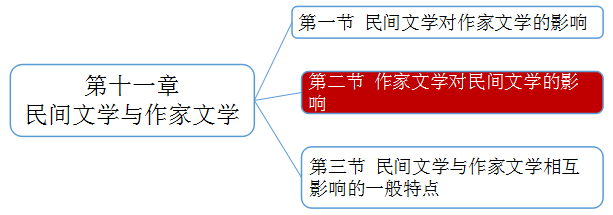 第十一章
民间文学与作家文学
第一节 民间文学对作家文学的影响
第二节 作家文学对民间文学的影
响
第三节 民间文学与作家文学相互
影响的一般特点